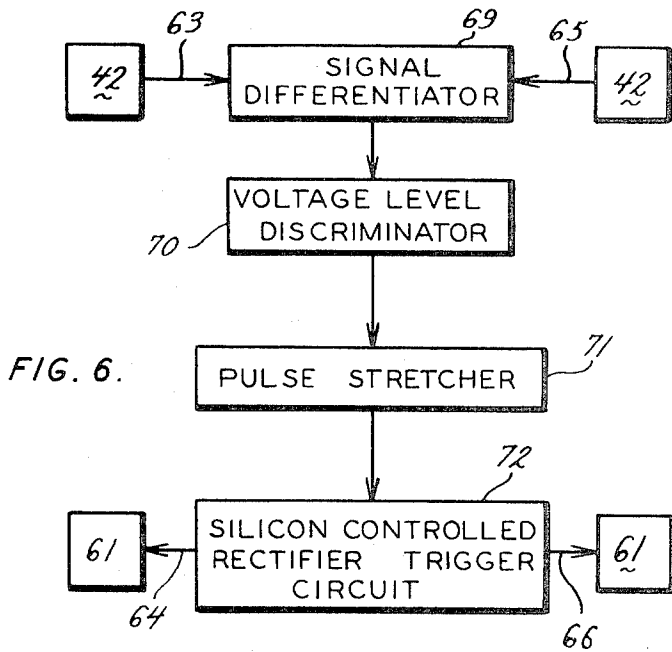 63
69
65
42
SIGNAL
DIFFERENTIATOR
42
VOLTAGE LEVEL
DISCRIMINATOR
70
FIG. 6.
71
PULSE STRETCHER
72
61
SILICON CONTROLLED
RECTIFIER TRIGGER
CIRCUIT
61
64
66